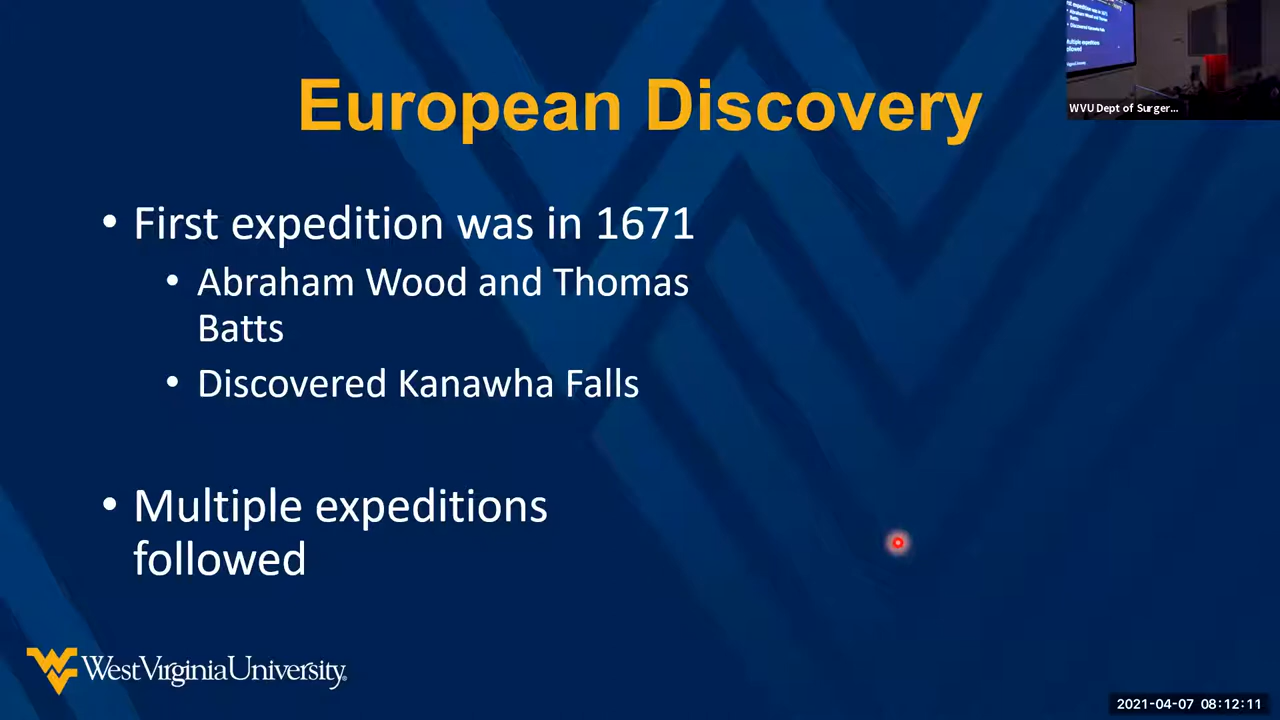 European Discovery
• First expedition was in 1671
• Abraham Wood and Thomas
Batts
• Discovered Kanawha Falls
• Multiple expeditions
followed
West Virginia University.
WVU Dept of Surger...
2021-04-07 08:12:11